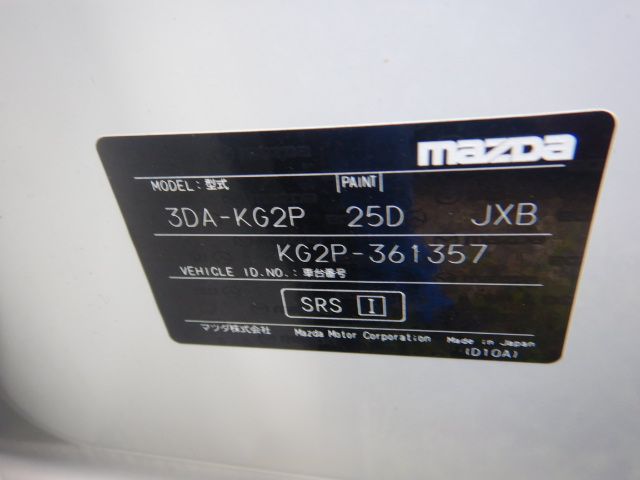 mazda
MODEL:型式 PAINT
3DA-KG2P 25D JXB
KG2P-361357
VEHICLE ID.NO.:車台番号
SRS I
マツダ株式会社 Mazda Motor Corporation Made in Japan
(D10A)